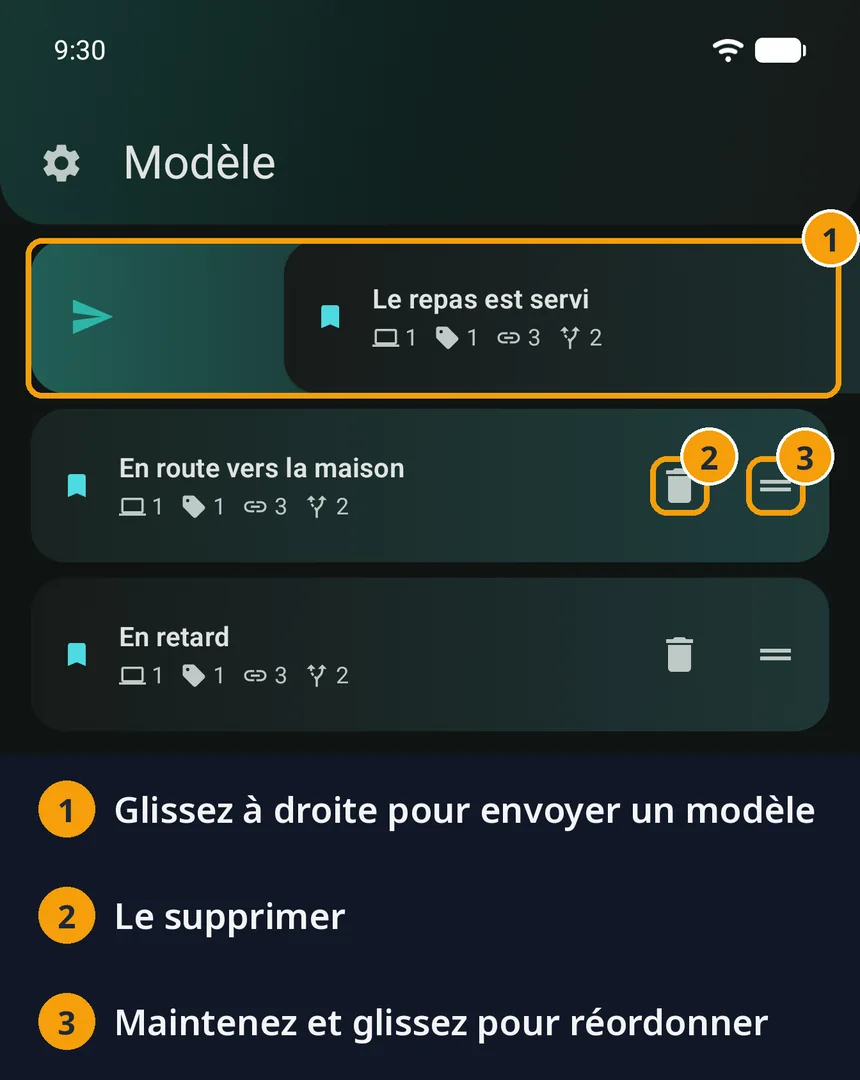 9:30
Modèle
1
Le repas est servi
1 1 3 2
En route vers la maison
2
3
1 1 3 2
En retard
1 1 3 2
1 Glissez à droite pour envoyer un modèle
2 Le supprimer
3 Maintenez et glissez pour réordonner